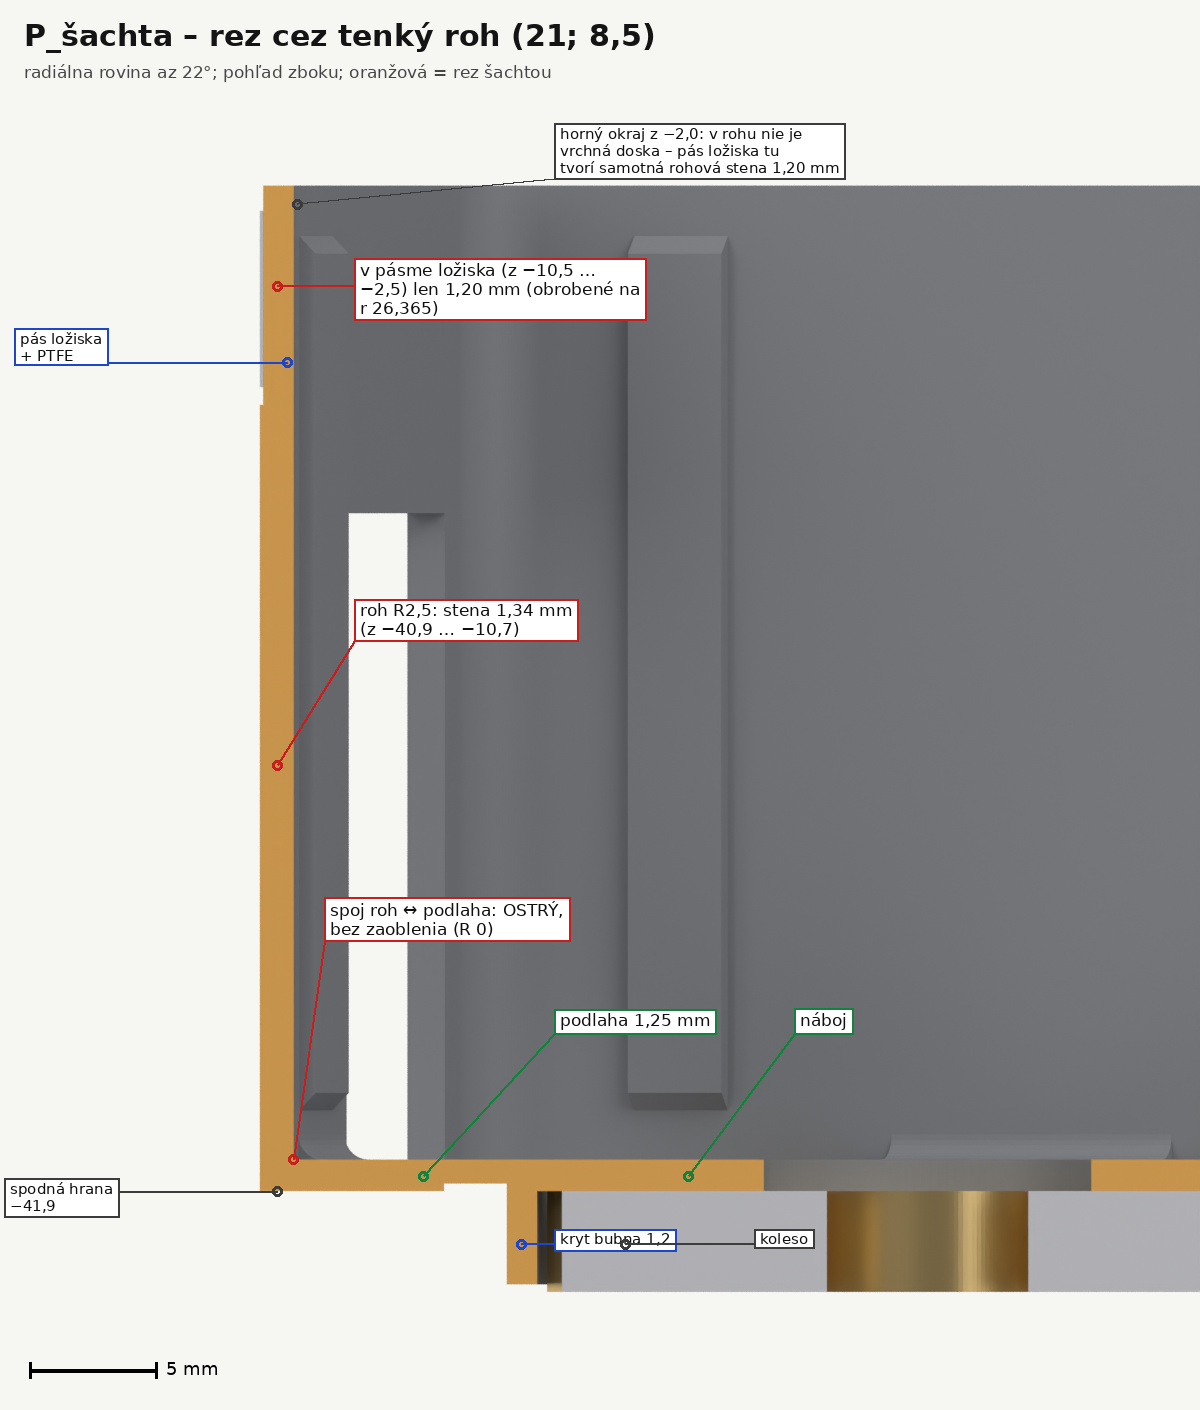 P_šachta – rez cez tenký roh (21; 8,5)
radiálna rovina az 22°; pohľad zboku; oranžová = rez šachtou
horný okraj z −2,0: v rohu nie je
vrchná doska – pás ložiska tu
tvorí samotná rohová stena 1,20 mm
v pásme ložiska (z −10,5 …
−2,5) len 1,20 mm (obrobené na
r 26,365)
pás ložiska
+ PTFE
roh R2,5: stena 1,34 mm
(z −40,9 … −10,7)
spoj roh ↔ podlaha: OSTRÝ,
bez zaoblenia (R 0)
podlaha 1,25 mm
náboj
spodná hrana
−41,9
kryt bubna 1,2
koleso
5 mm